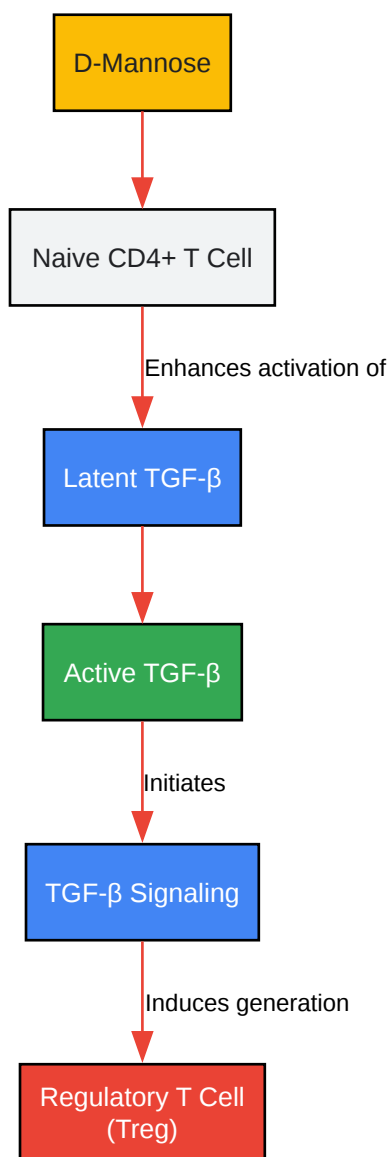 D-Mannose
Naive CD4+ T Cell
Enhances activation of
Latent TGF-β
Active TGF-β
Initiates
TGF-β Signaling
Induces generation
Regulatory T Cell
(Treg)